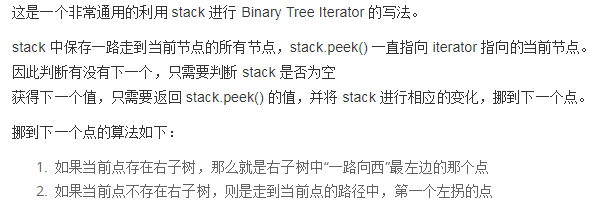 这是一个非常通用的利用 stack 进行 Binary Tree Iterator 的写法。
stack 中保存一路走到当前节点的所有节点，stack.peek() 一直指向 iterator 指向的当前节点。
因此判断有没有下一个，只需要判断 stack 是否为空
获得下一个值，只需要返回 stack.peek() 的值，并将 stack 进行相应的变化，挪到下一个点。
挪到下一个点的算法如下：
1. 如果当前点存在右子树，那么就是右子树中“一路向西”最左边的那个点
2. 如果当前点不存在右子树，则是走到当前点的路径中，第一个左拐的点